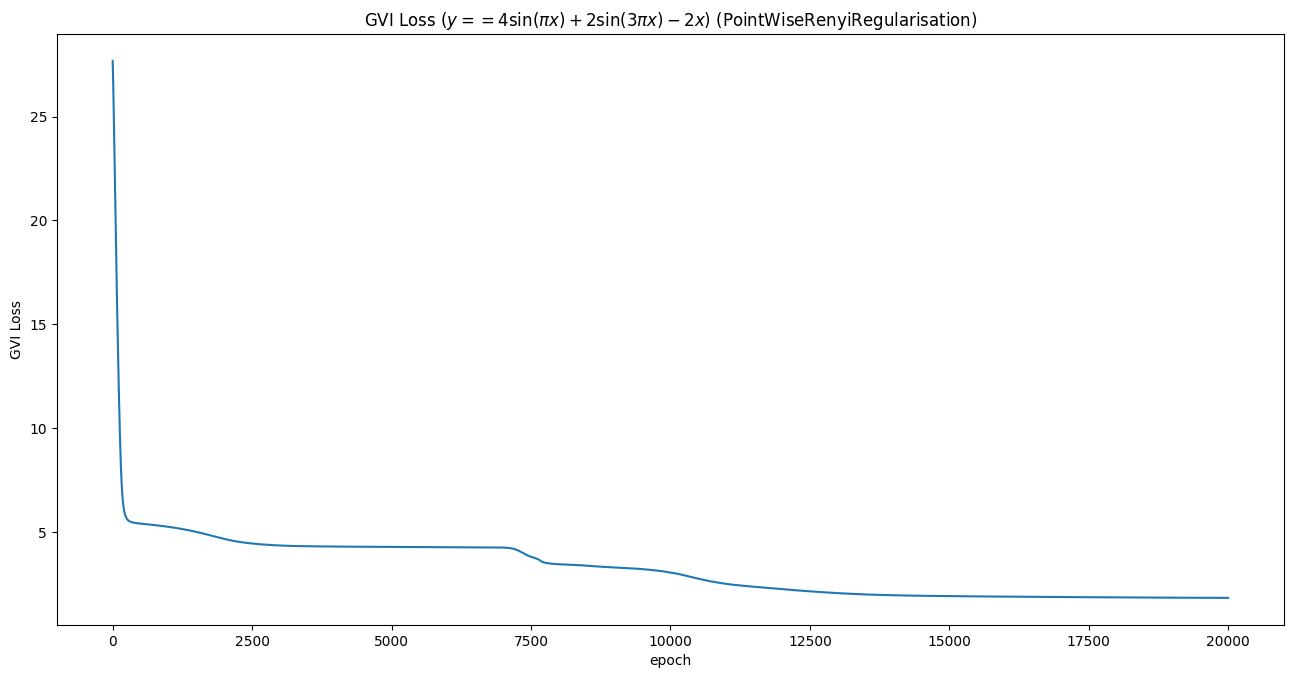 GVI Loss (y == 4sin(πx) + 2sin(3πx) − 2x) (PointWiseRenyiRegularisation)
25
20
15
10
5
GVI Loss
0 2500 5000 7500 10000 12500 15000 17500 20000
epoch